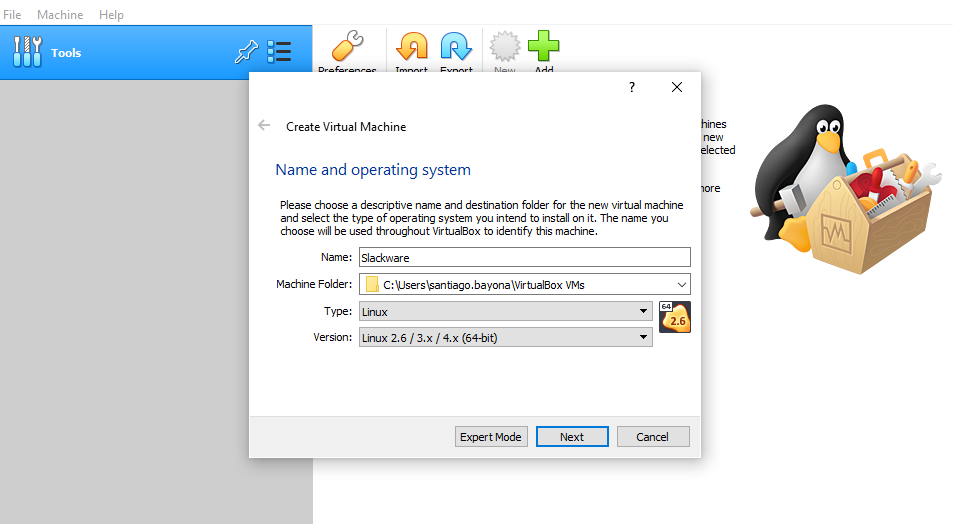 File Machine Help
Tools
Preferences Import Export New Add
?
Create Virtual Machine
hines
new
elected
Name and operating system
more
Please choose a descriptive name and destination folder for the new virtual machine
and select the type of operating system you intend to install on it. The name you
choose will be used throughout VirtualBox to identify this machine.
Name: Slackware
Machine Folder: C:\Users\santiago.bayona\VirtualBox VMs
Type: Linux
64
2.6
Version: Linux 2.6 / 3.x / 4.x (64-bit)
Expert Mode Next Cancel